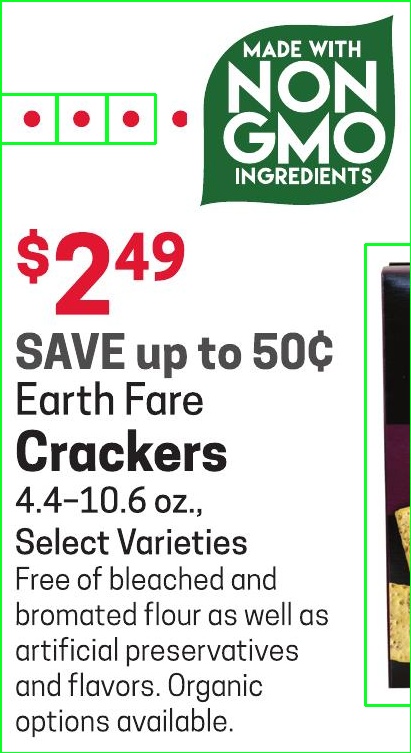 MADE WITH
NON
GMO
INGREDIENTS
$2.49
SAVE up to 50¢
Earth Fare
Crackers
4.4–10.6 oz.,
Select Varieties
Free of bleached and
bromated flour as well as
artificial preservatives
and flavors. Organic
options available.